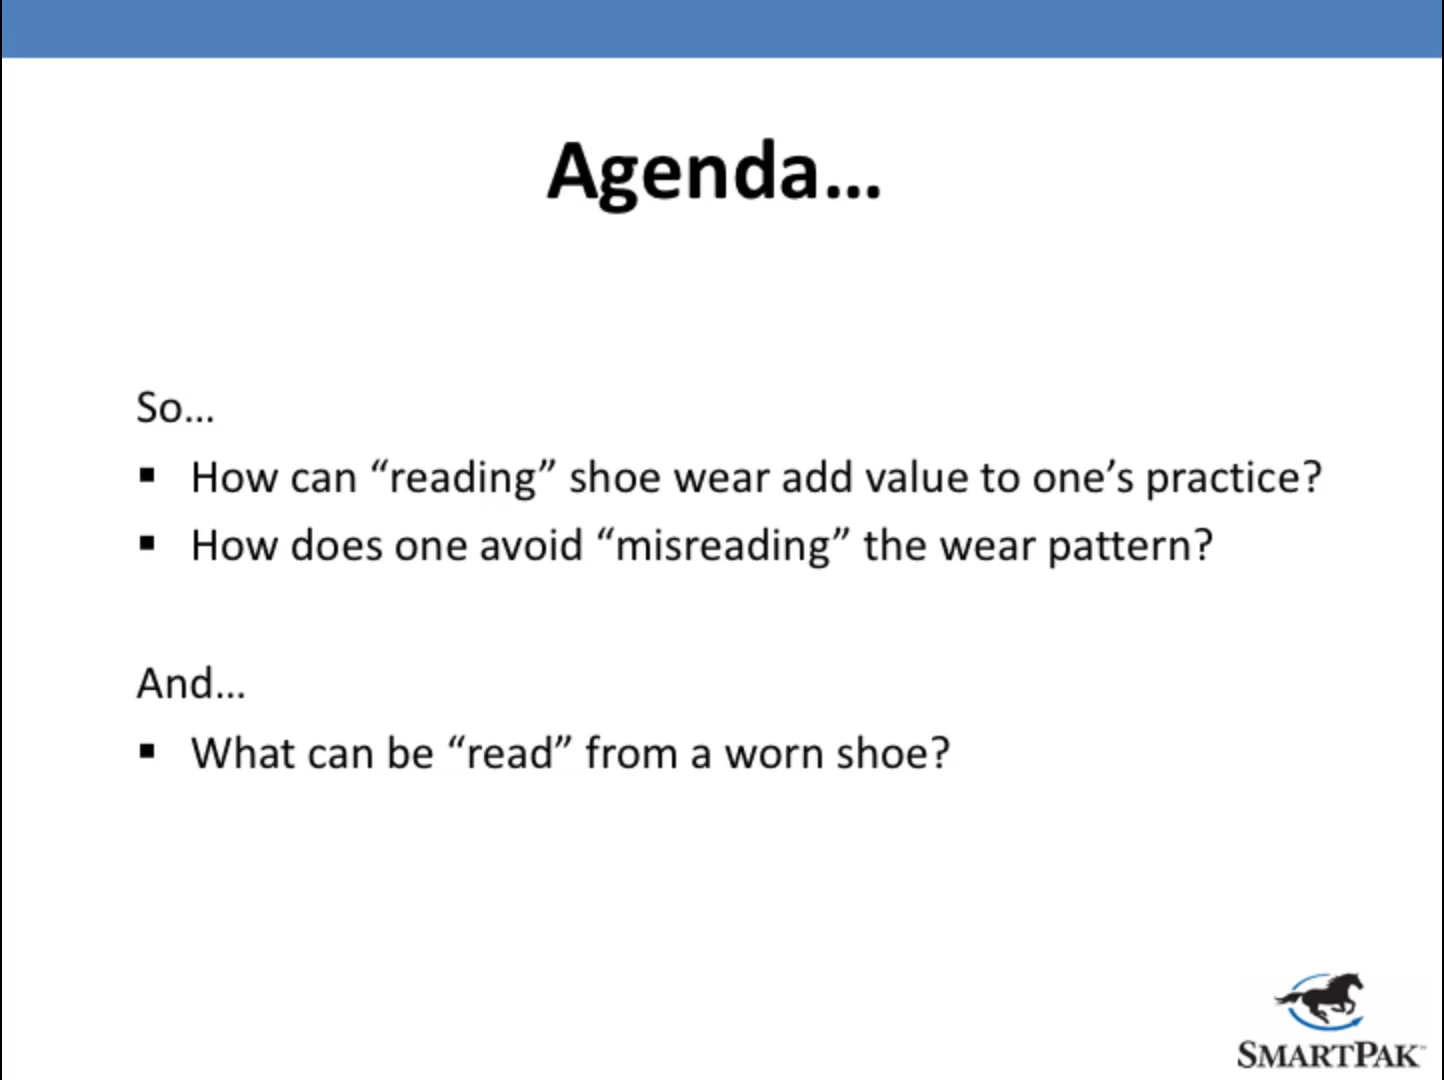 Agenda...
So...
▪ How can “reading” shoe wear add value to one’s practice?
▪ How does one avoid “misreading” the wear pattern?
And...
▪ What can be “read” from a worn shoe?
SMARTPAK